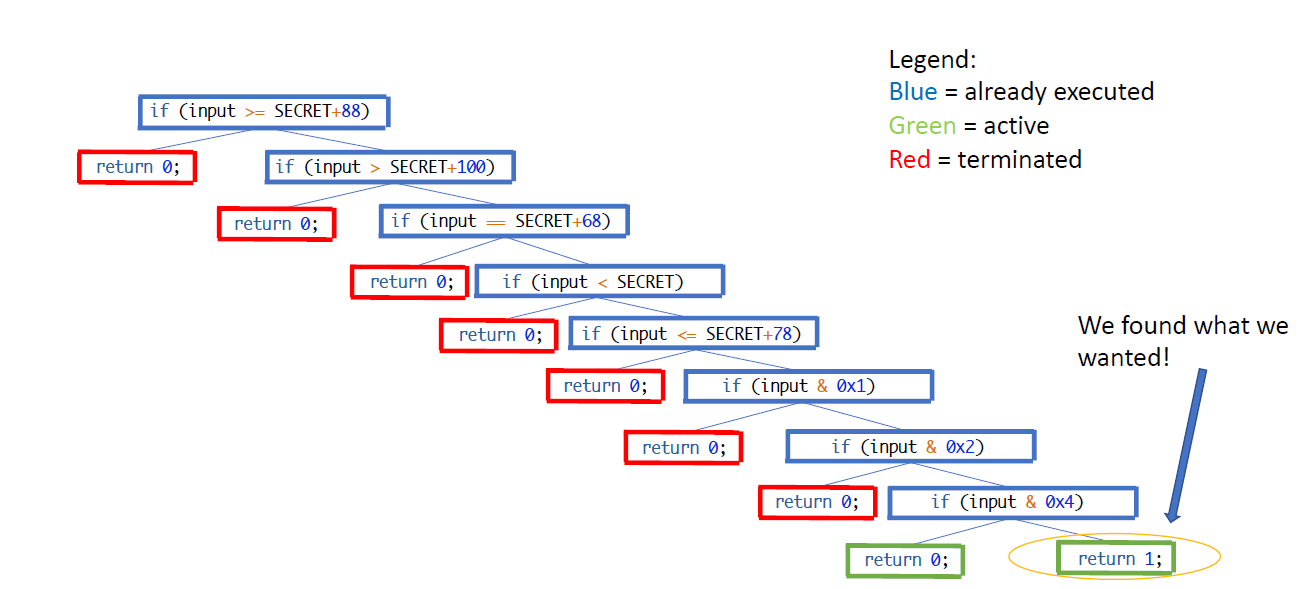 Legend:
Blue = already executed
Green = active
Red = terminated
if (input >= SECRET+88)
return 0;
if (input > SECRET+100)
return 0;
if (input == SECRET+68)
return 0;
if (input < SECRET)
return 0;
if (input <= SECRET+78)
return 0;
if (input & 0x1)
return 0;
if (input & 0x2)
return 0;
if (input & 0x4)
return 0;
return 1;
We found what we
wanted!